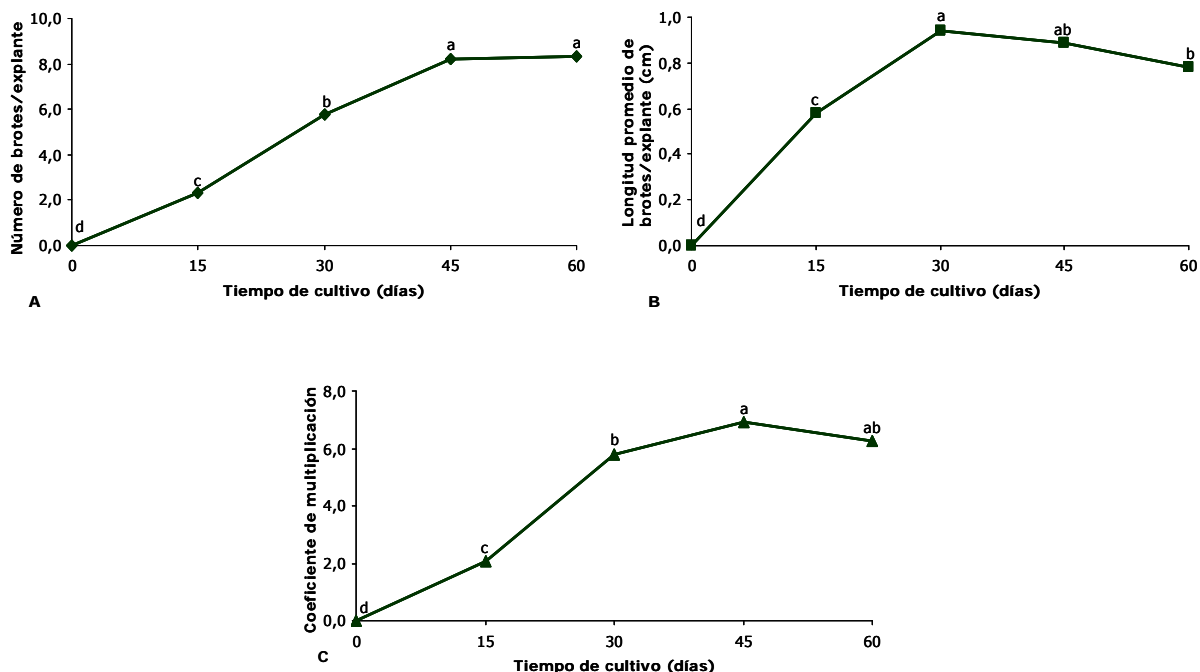 Número de brotes/explante
10,0
8,0
6,0
4,0
2,0
0,0
d
c
b
a
a
0
15
30
45
60
Tiempo de cultivo (días)
A
Longitud promedio de
brotes/explante (cm)
1,0
0,8
0,6
0,4
0,2
0,0
d
c
a
ab
b
0
15
30
45
60
Tiempo de cultivo (días)
B
Coeficiente de multiplicación
8,0
6,0
4,0
2,0
0,0
d
c
b
a
ab
0
15
30
45
60
Tiempo de cultivo (días)
C